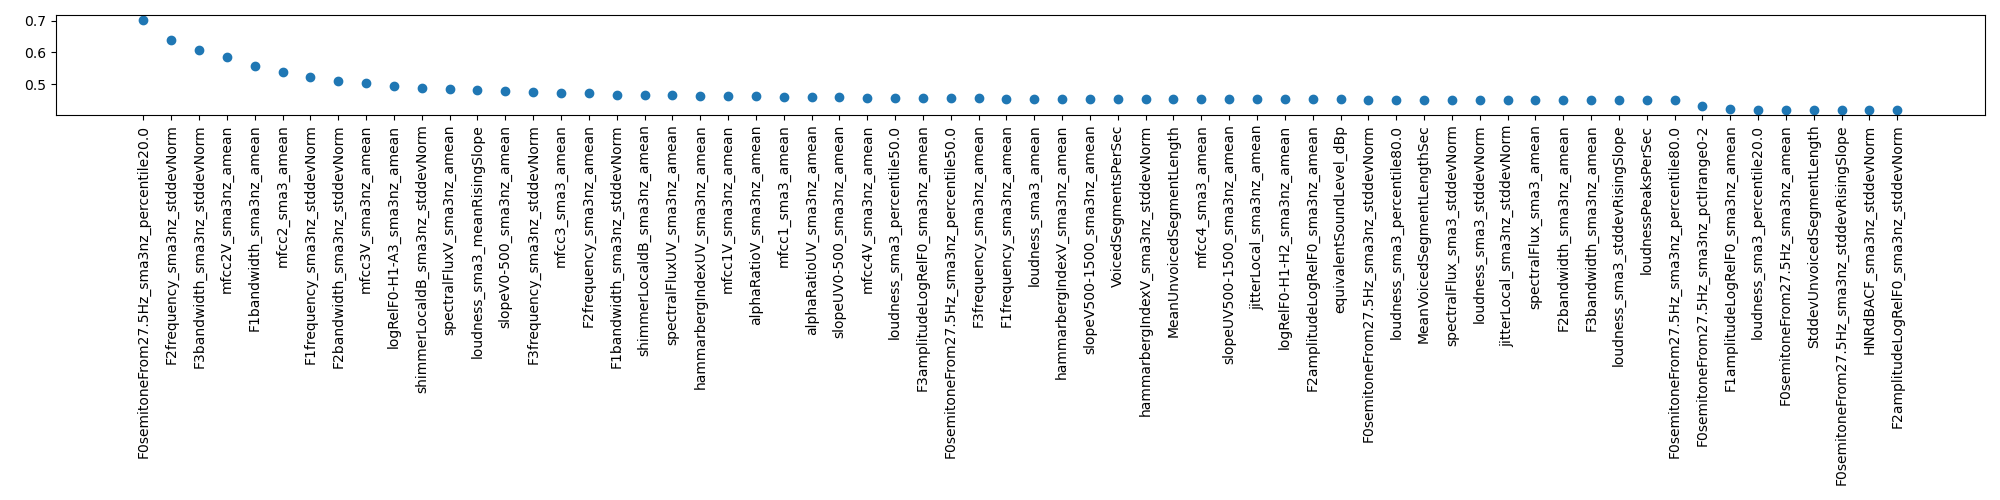 0.7
0.6
0.5
F0semitoneFrom27.5Hz_sma3nz_percentile20.0
F2frequency_sma3nz_stddevNorm
F3bandwidth_sma3nz_stddevNorm
mfcc2V_sma3nz_amean
F1bandwidth_sma3nz_amean
mfcc2_sma3_amean
F1frequency_sma3nz_stddevNorm
F2bandwidth_sma3nz_stddevNorm
mfcc3V_sma3nz_amean
logRelF0-H1-A3_sma3nz_amean
shimmerLocaldB_sma3nz_stddevNorm
spectralFluxV_sma3nz_amean
loudness_sma3_meanRisingSlope
slopeV0-500_sma3nz_amean
F3frequency_sma3nz_stddevNorm
mfcc3_sma3_amean
F2frequency_sma3nz_amean
F1bandwidth_sma3nz_stddevNorm
shimmerLocaldB_sma3nz_amean
spectralFluxUV_sma3nz_amean
hammarbergIndexUV_sma3nz_amean
mfcc1V_sma3nz_amean
alphaRatioV_sma3nz_amean
mfcc1_sma3_amean
alphaRatioUV_sma3nz_amean
slopeUV0-500_sma3nz_amean
mfcc4V_sma3nz_amean
loudness_sma3_percentile50.0
F3amplitudeLogRelF0_sma3nz_amean
F0semitoneFrom27.5Hz_sma3nz_percentile50.0
F3frequency_sma3nz_amean
F1frequency_sma3nz_amean
loudness_sma3_amean
hammarbergIndexV_sma3nz_amean
slopeV500-1500_sma3nz_amean
VoicedSegmentsPerSec
hammarbergIndexV_sma3nz_stddevNorm
MeanUnvoicedSegmentLength
mfcc4_sma3_amean
slopeUV500-1500_sma3nz_amean
jitterLocal_sma3nz_amean
logRelF0-H1-H2_sma3nz_amean
F2amplitudeLogRelF0_sma3nz_amean
equivalentSoundLevel_dBp
F0semitoneFrom27.5Hz_sma3nz_stddevNorm
loudness_sma3_percentile80.0
MeanVoicedSegmentLengthSec
spectralFlux_sma3_stddevNorm
loudness_sma3_stddevNorm
jitterLocal_sma3nz_stddevNorm
spectralFlux_sma3_amean
F2bandwidth_sma3nz_amean
F3bandwidth_sma3nz_amean
loudness_sma3_stddevRisingSlope
loudnessPeaksPerSec
F0semitoneFrom27.5Hz_sma3nz_percentile80.0
F0semitoneFrom27.5Hz_sma3nz_pctlrange0-2
F1amplitudeLogRelF0_sma3nz_amean
loudness_sma3_percentile20.0
F0semitoneFrom27.5Hz_sma3nz_amean
StddevUnvoicedSegmentLength
F0semitoneFrom27.5Hz_sma3nz_stddevRisingSlope
HNRdBACF_sma3nz_stddevNorm
F2amplitudeLogRelF0_sma3nz_stddevNorm